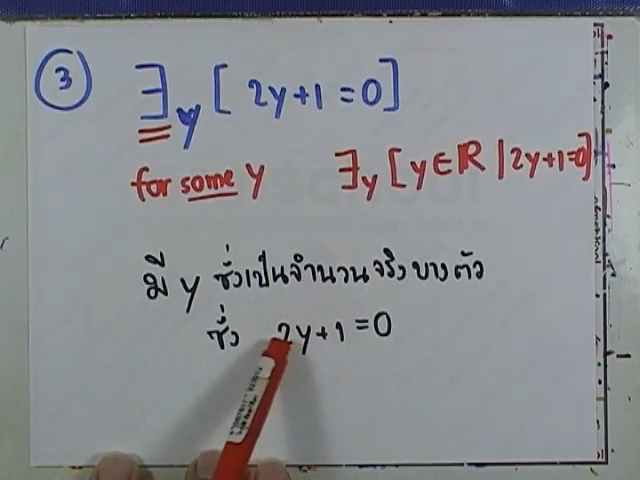 3 ∃y [ 2y+1=0]
for some y ∃y [y∈R | 2y+1=0]
มี y ซึ่งเป็นจำนวนจริงบางตัว
ซึ่ง 2y+1=0